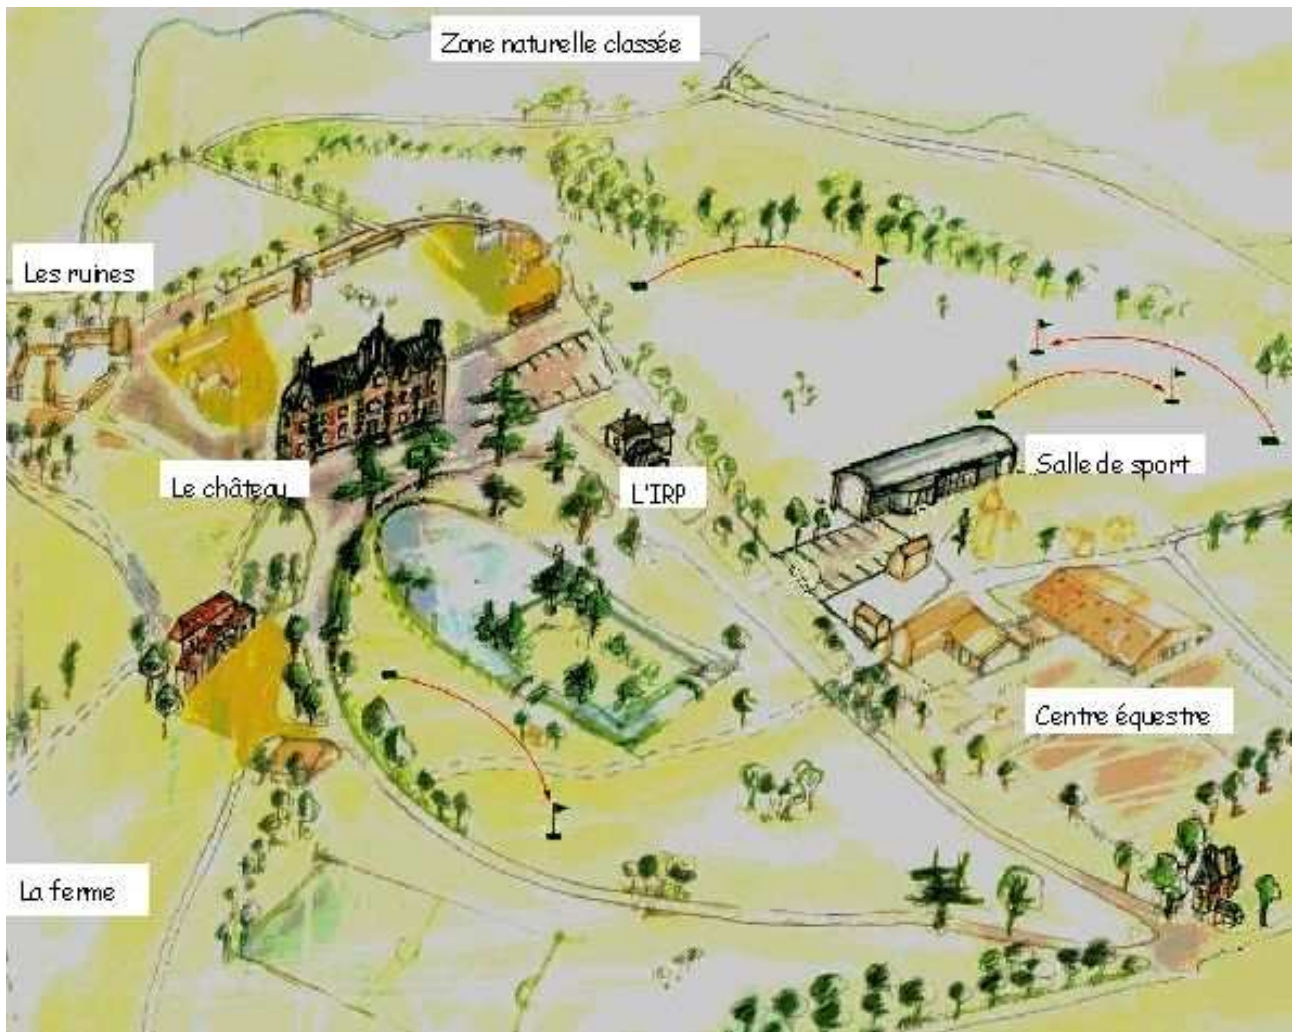 Zone naturelle classée
Les ruines
Le château
L'IRP
Salle de sport
Centre équestre
La ferme